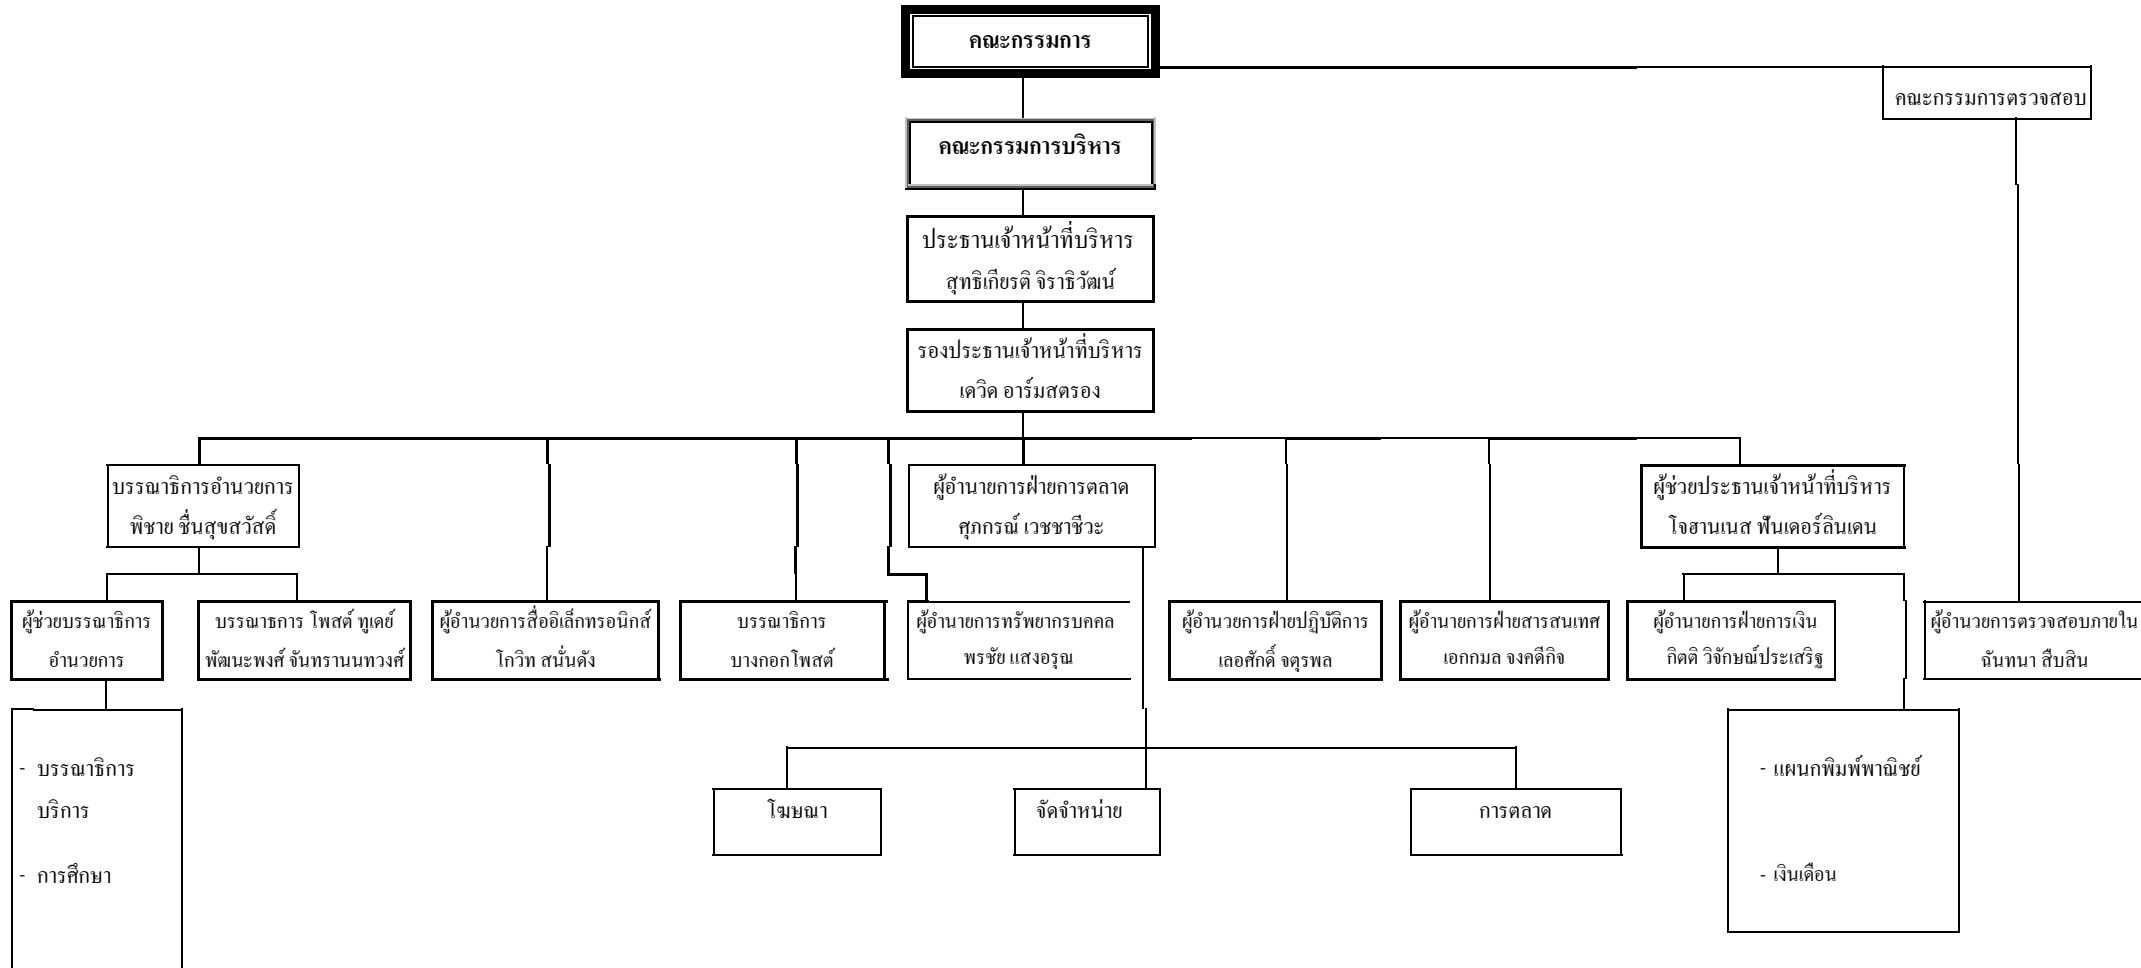 คณะกรรมการ
คณะกรรมการตรวจสอบ
คณะกรรมการบริหาร
ประธานเจ้าหน้าที่บริหาร
สุทธิเกียรติ จิราธิวัฒน์
รองประธานเจ้าหน้าที่บริหาร
เดวิด อาร์มสตรอง
บรรณาธิการอำนวยการ
พิชาย ชื่นสุขสวัสดิ์
ผู้อำนายการฝ่ายการตลาด
ศุภกรณ์ เวชชาชีวะ
ผู้ช่วยประธานเจ้าหน้าที่บริหาร
โจฮานเนส ฟันเดอร์ลินเดน
ผู้ช่วยบรรณาธิการ
อำนวยการ
บรรณาธการ โพสต์ ทูเดย์
พัฒนะพงศ์ จันทรานนทวงศ์
ผู้อำนวยการสื่ออิเล็กทรอนิกส์
โกวิท สนั่นดัง
บรรณาธิการ
บางกอกโพสต์
ผู้อำนายการทรัพยากรบคคล
พรชัย แสงอรุณ
ผู้อำนวยการฝ่ายปฏิบัติการ
เลอศักดิ์ จตุรพล
ผู้อำนายการฝ่ายสารสนเทศ
เอกกมล จงคดีกิจ
ผู้อำนายการฝ่ายการเงิน
กิตติ วิจักษณ์ประเสริฐ
ผู้อำนวยการตรวจสอบภายใน
ฉันทนา สืบสิน
- บรรณาธิการ
บริการ
- การศึกษา
โฆษณา
จัดจำหน่าย
การตลาด
- แผนกพิมพ์พาณิชย์
- เงินเดือน